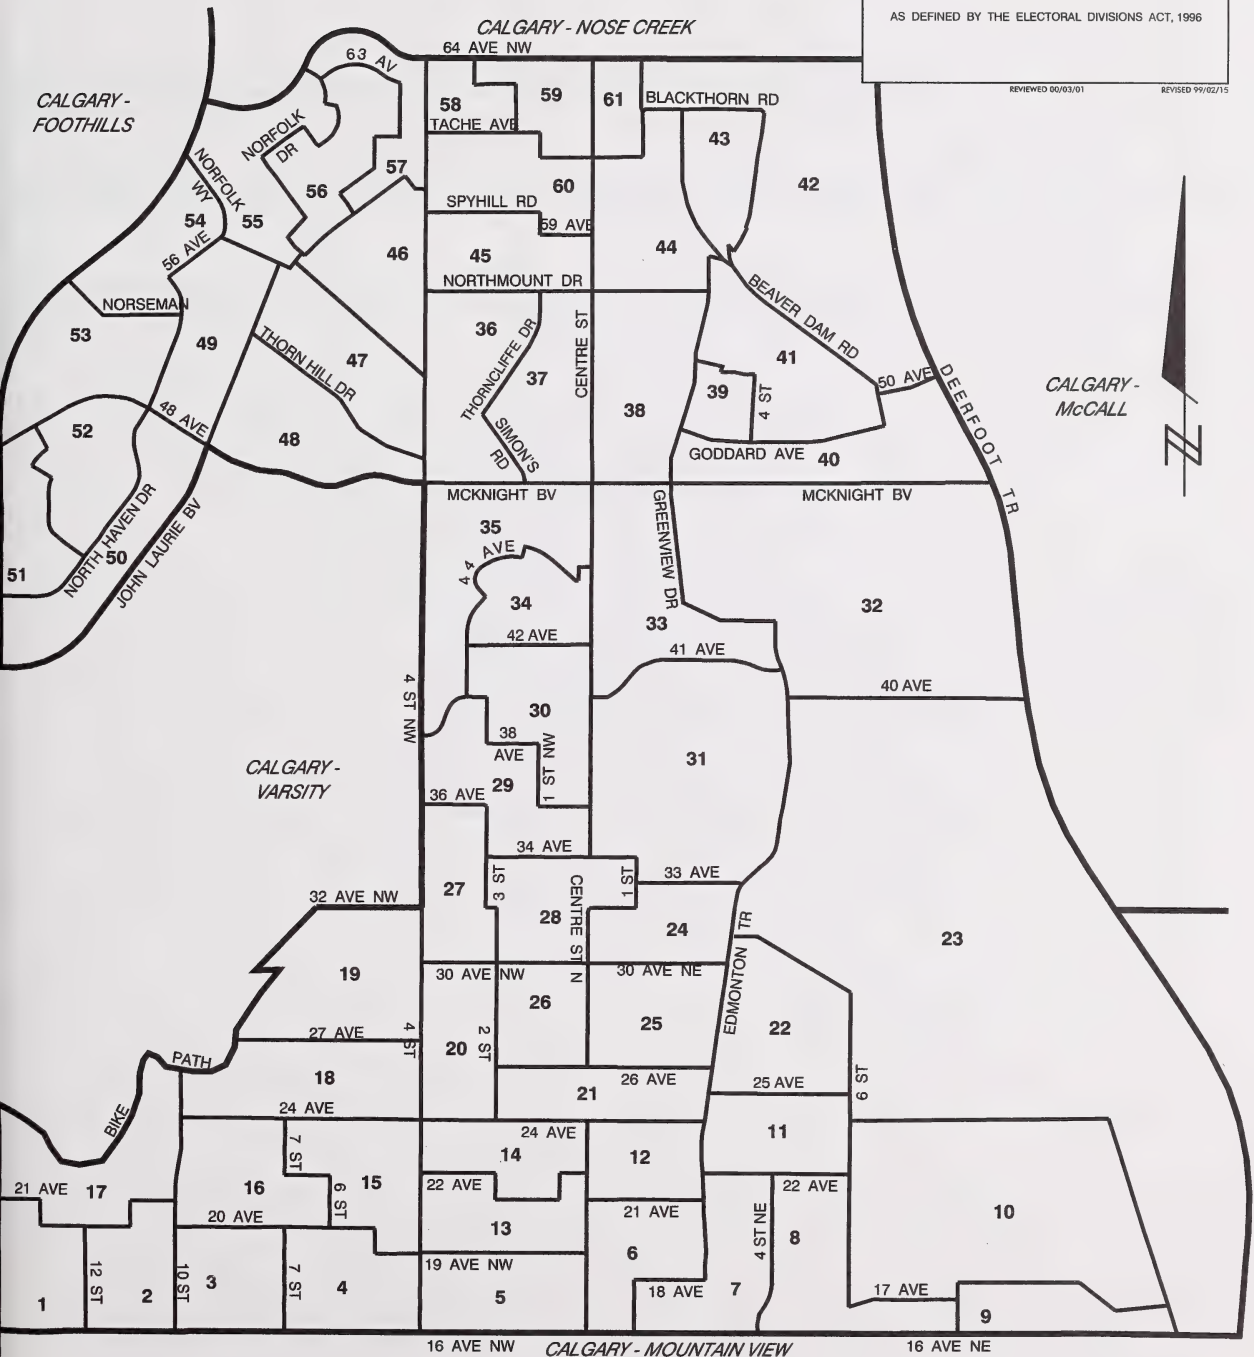 AS DEFINED BY THE ELECTORAL DIVISIONS ACT, 1996
REVIEWED 00/03/01
REVISED 99/02/15
CALGARY - NOSE CREEK
64 AVE NW
63 AV
CALGARY -
FOOTHILLS
58
59
61
BLACKTHORN RD
TACHE AVE
43
NORFOLK
DR
NORFOLK
WY
57
56
60
42
SPYHILL RD
54
55
59 AVE
56 AVE
46
45
44
NORTHMOUNT DR
BEAVER DAM RD
NORSEMAN
53
49
THORN HILL DR
47
36
THORNCLIFFE DR
37
CENTRE ST
41
50 AVE
DEERFOOT TR
CALGARY -
McCALL
N
39
4 ST
38
48 AVE
52
48
SIMON'S
RD
GODDARD AVE
40
MCKNIGHT BV
MCKNIGHT BV
NORTH HAVEN DR
JOHN LAURIE BV
50
51
35
44 AVE
GREENVIEW DR
34
32
33
42 AVE
41 AVE
4 ST NW
40 AVE
30
38
AVE
1 ST NW
31
CALGARY -
VARSITY
29
36 AVE
34 AVE
33 AVE
27
3 ST
CENTRE ST N
1 ST
32 AVE NW
28
24
EDMONTON TR
23
19
30 AVE NW
30 AVE NE
26
25
22
27 AVE
4 ST
20
2 ST
PATH
18
26 AVE
25 AVE
6 ST
21
BIKE
24 AVE
24 AVE
11
7 ST
14
12
21 AVE
17
16
6 ST
15
22 AVE
22 AVE
20 AVE
13
21 AVE
4 ST NE
10
6
8
12 ST
10 ST
3
7 ST
4
19 AVE NW
18 AVE
7
17 AVE
1
2
5
9
16 AVE NW
CALGARY - MOUNTAIN VIEW
16 AVE NE